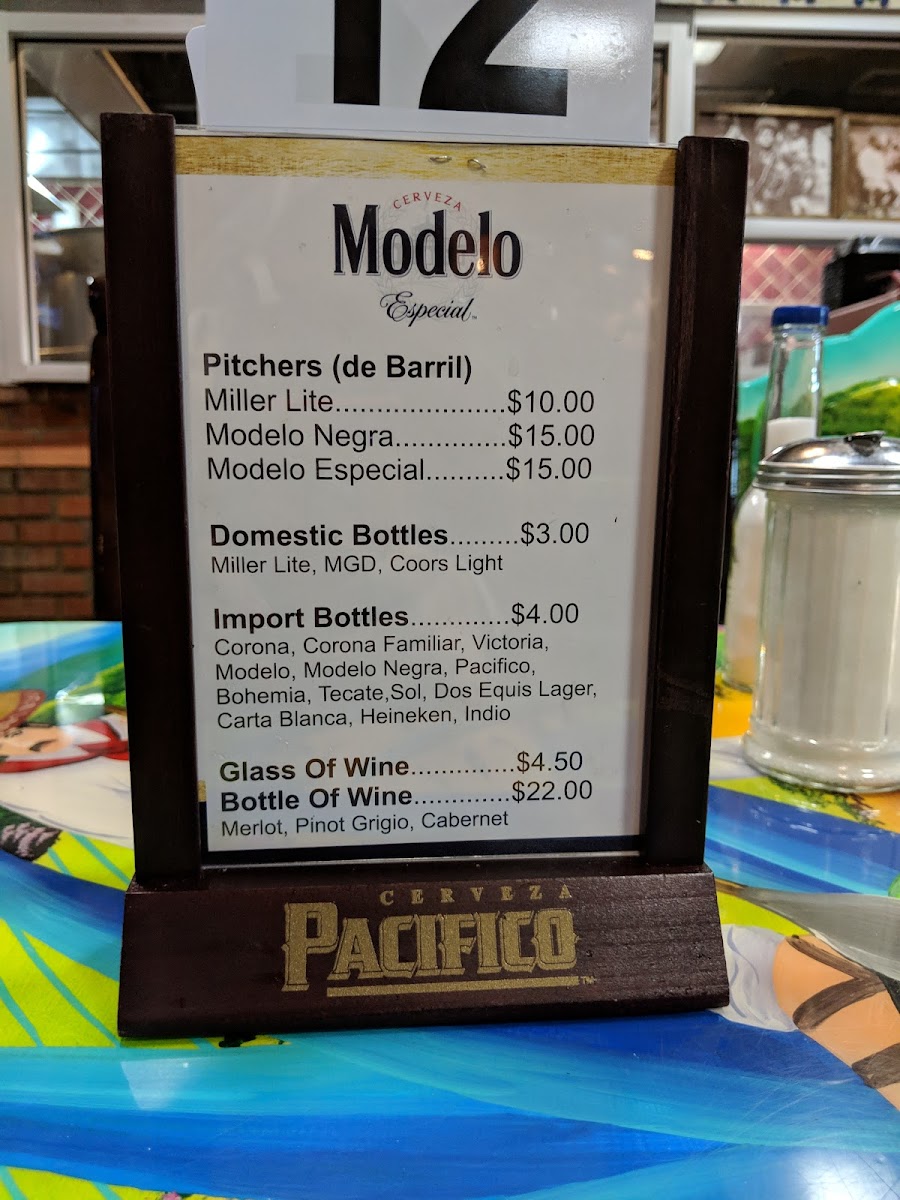 12
CERVEZA
Modelo
Especial™
Pitchers (de Barril)
Miller Lite.....................$10.00
Modelo Negra..............$15.00
Modelo Especial..........$15.00
Domestic Bottles.........$3.00
Miller Lite, MGD, Coors Light
Import Bottles.............$4.00
Corona, Corona Familiar, Victoria,
Modelo, Modelo Negra, Pacifico,
Bohemia, Tecate,Sol, Dos Equis Lager,
Carta Blanca, Heineken, Indio
Glass Of Wine..............$4.50
Bottle Of Wine.............$22.00
Merlot, Pinot Grigio, Cabernet
CERVEZA
PACIFICO™